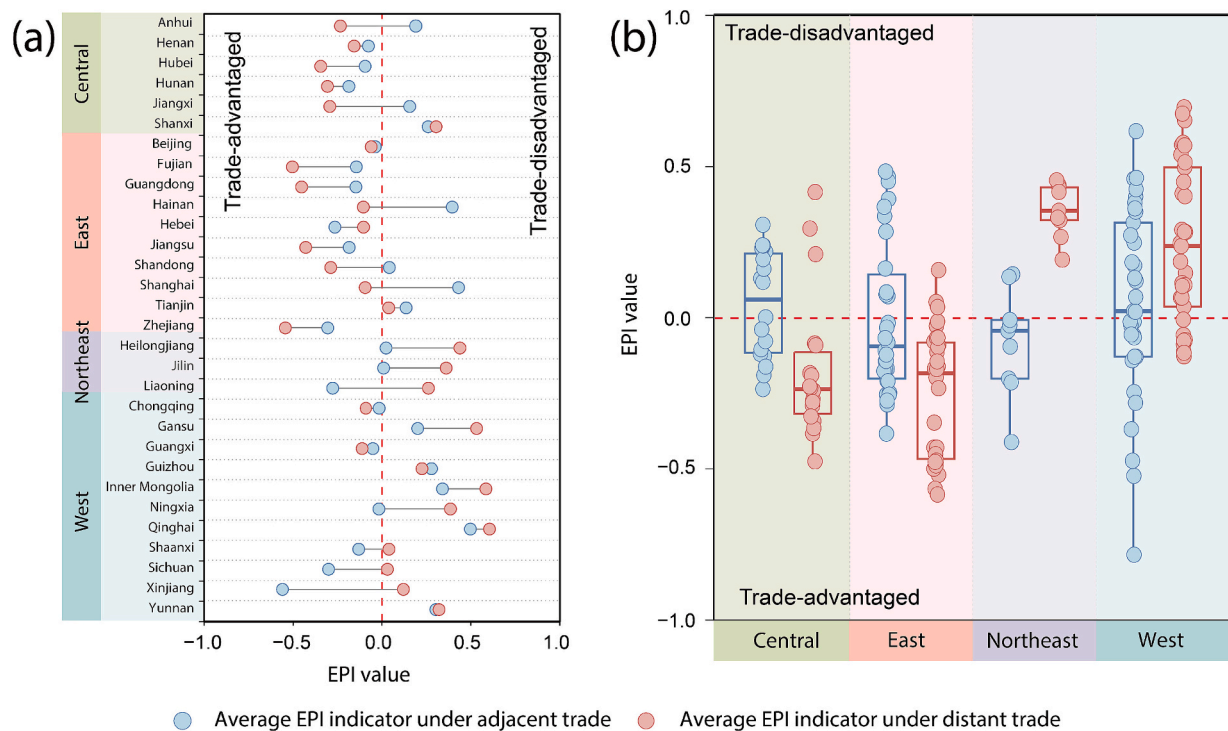 (a)
Central
East
Northeast
West
Anhui
Henan
Hubei
Hunan
Jiangxi
Shanxi
Beijing
Fujian
Guangdong
Hainan
Hebei
Jiangsu
Shandong
Shanghai
Tianjin
Zhejiang
Heilongjiang
Jilin
Liaoning
Chongqing
Gansu
Guangxi
Guizhou
Inner Mongolia
Ningxia
Qinghai
Shaanxi
Sichuan
Xinjiang
Yunnan
Trade-advantaged
Trade-disadvantaged
−1.0 −0.5 0.0 0.5 1.0
EPI value
(b)
1.0
0.5
0.0
−0.5
−1.0
EPI value
Trade-disadvantaged
Trade-advantaged
Central East Northeast West
Average EPI indicator under adjacent trade Average EPI indicator under distant trade